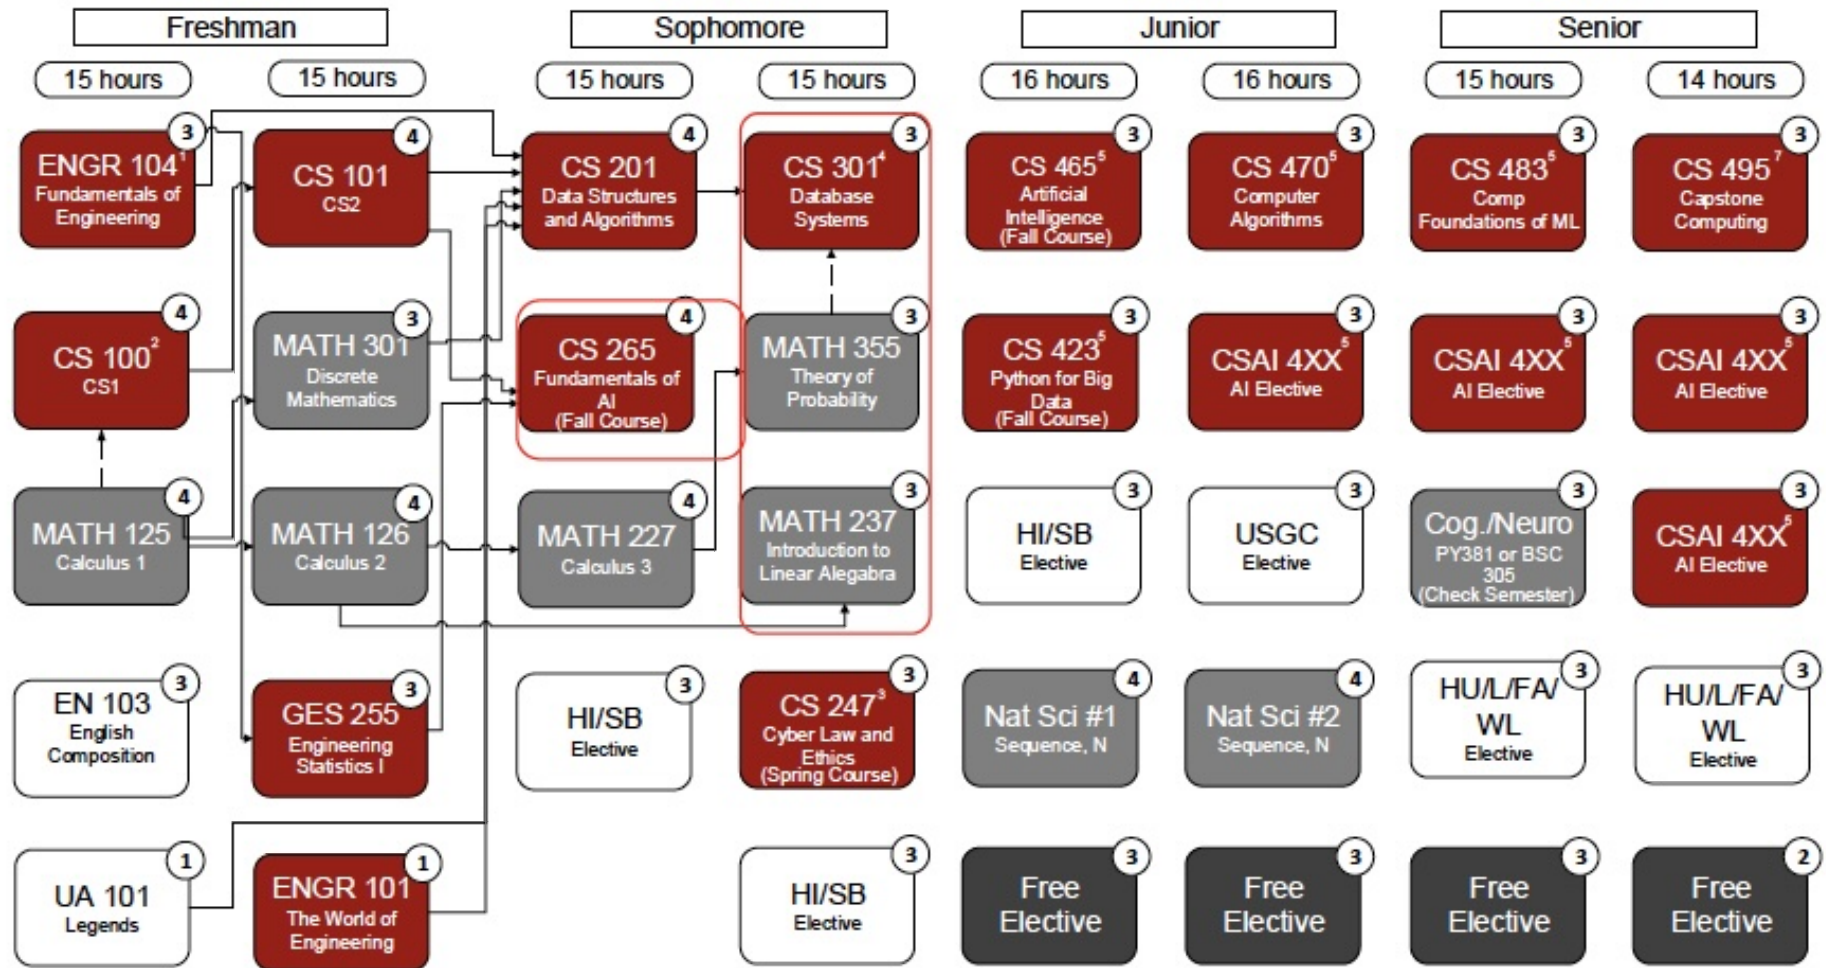 Freshman
Sophomore
Junior
Senior
15 hours
15 hours
15 hours
15 hours
16 hours
16 hours
15 hours
14 hours
3
ENGR 104¹
Fundamentals of
Engineering
4
CS 101
CS2
4
CS 201
Data Structures
and Algorithms
3
CS 301⁴
Database
Systems
3
CS 465⁵
Artificial
Intelligence
(Fall Course)
3
CS 470⁵
Computer
Algorithms
3
CS 483⁵
Comp
Foundations of ML
3
CS 495⁷
Capstone
Computing
4
CS 100²
CS1
3
MATH 301
Discrete
Mathematics
4
CS 265
Fundamentals of
AI
(Fall Course)
3
MATH 355
Theory of
Probability
3
CS 423⁵
Python for Big
Data
(Fall Course)
3
CSAI 4XX⁵
AI Elective
3
CSAI 4XX⁵
AI Elective
3
CSAI 4XX⁵
AI Elective
4
MATH 125
Calculus 1
4
MATH 126
Calculus 2
4
MATH 227
Calculus 3
3
MATH 237
Introduction to
Linear Alegabra
3
HI/SB
Elective
3
USGC
Elective
3
Cog./Neuro
PY381 or BSC
305
(Check Semester)
3
CSAI 4XX⁵
AI Elective
3
EN 103
English
Composition
3
GES 255
Engineering
Statistics I
3
HI/SB
Elective
3
CS 247³
Cyber Law and
Ethics
(Spring Course)
4
Nat Sci #1
Sequence, N
4
Nat Sci #2
Sequence, N
3
HU/L/FA/
WL
Elective
3
HU/L/FA/
WL
Elective
1
UA 101
Legends
1
ENGR 101
The World of
Engineering
3
HI/SB
Elective
3
Free
Elective
3
Free
Elective
3
Free
Elective
2
Free
Elective